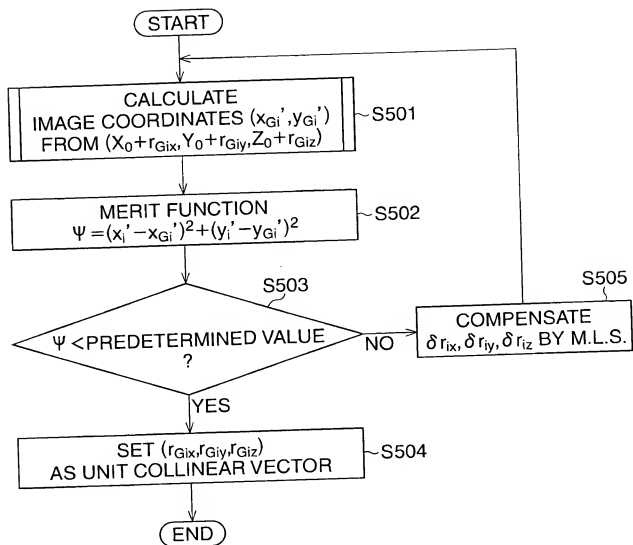 START
CALCULATE
IMAGE COORDINATES (xGi',yGi')
FROM (X0+rGix,Y0+rGiy,Z0+rGiz)
S501
MERIT FUNCTION
Ψ=(xi'−xGi')²+(yi'−yGi')²
S502
S503
Ψ<PREDETERMINED VALUE
?
NO
YES
S505
COMPENSATE
δrix,δriy,δriz BY M.L.S.
SET (rGix,rGiy,rGiz)
AS UNIT COLLINEAR VECTOR
S504
END